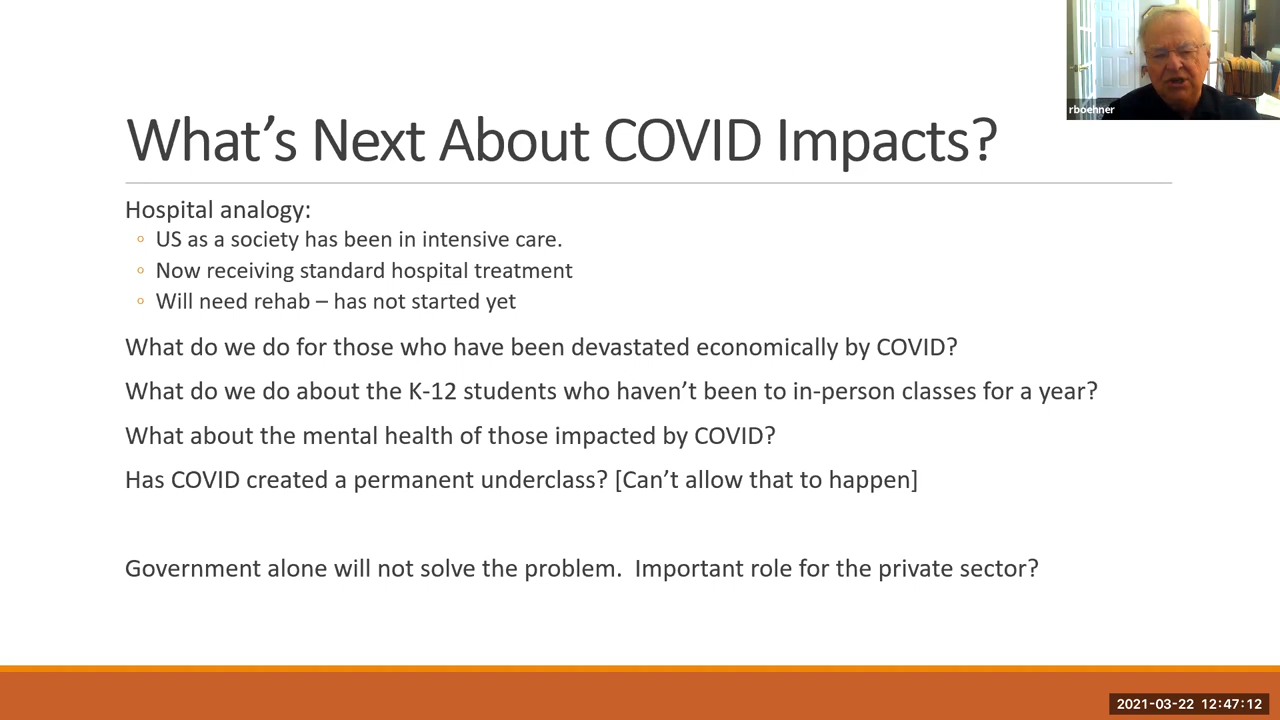 rboehner
What’s Next About COVID Impacts?
Hospital analogy:
◦ US as a society has been in intensive care.
◦ Now receiving standard hospital treatment
◦ Will need rehab – has not started yet
What do we do for those who have been devastated economically by COVID?
What do we do about the K-12 students who haven’t been to in-person classes for a year?
What about the mental health of those impacted by COVID?
Has COVID created a permanent underclass? [Can’t allow that to happen]
Government alone will not solve the problem.  Important role for the private sector?
2021-03-22 12:47:12